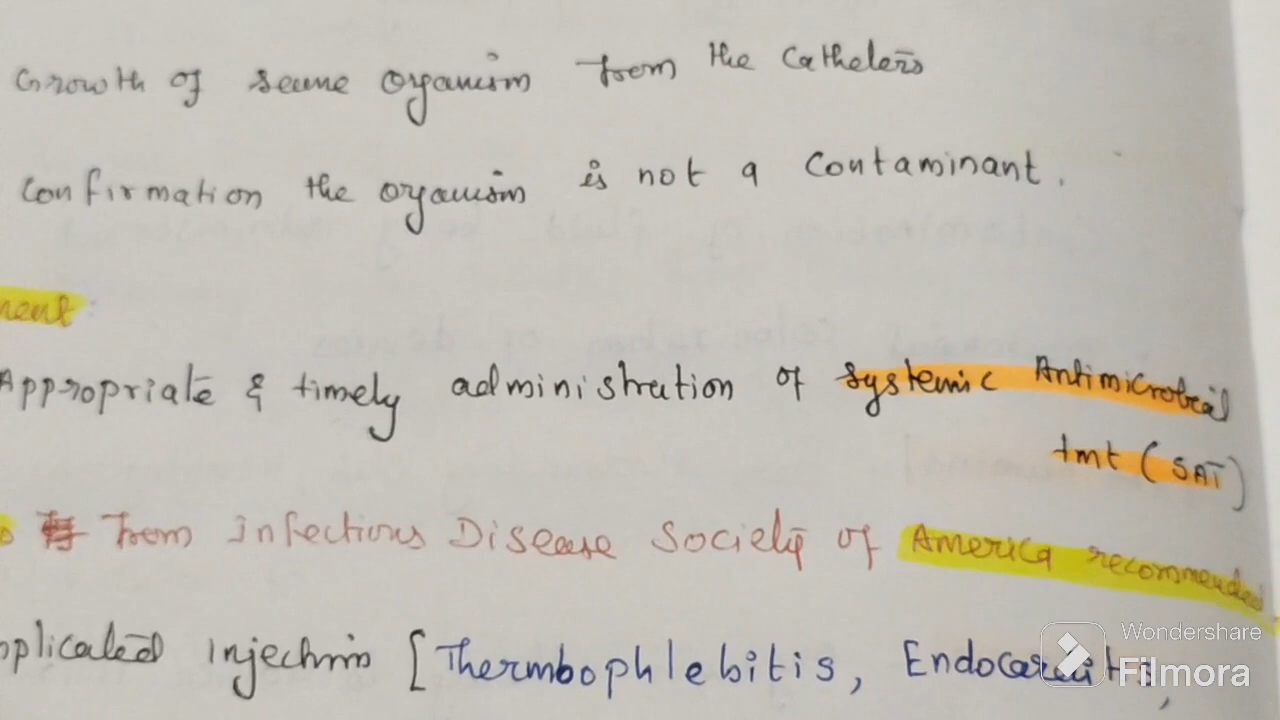 Growth of same organism from the catheters
Confirmation the organism is not a contaminant.
ment:
Appropriate & timely administration of systemic Antimicrobial
tmt (SAT)
From Infectious Disease Society of America recommended
plicated Injection [Thermbophlebitis, Endocarditis,
Wondershare
Filmora